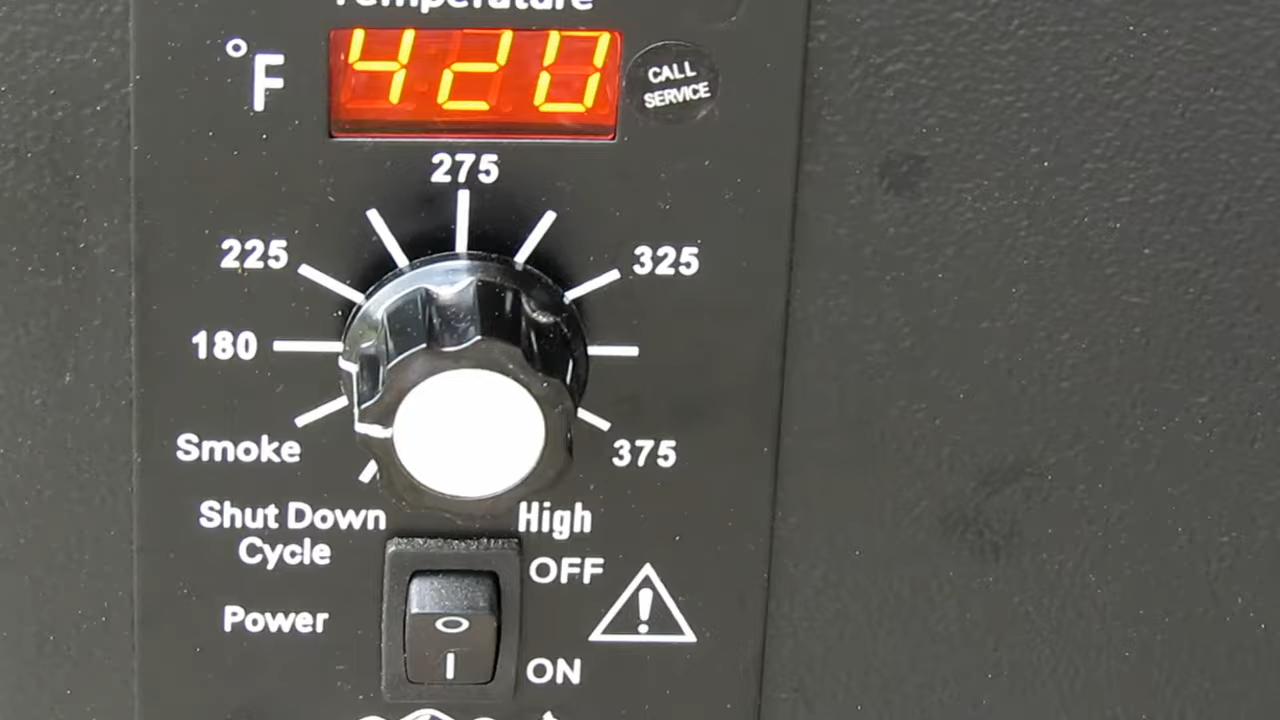 Temperature
°F
420
CALL
SERVICE
275
225
325
180
Smoke
375
Shut Down
Cycle
High
OFF
Power
O
I
ON